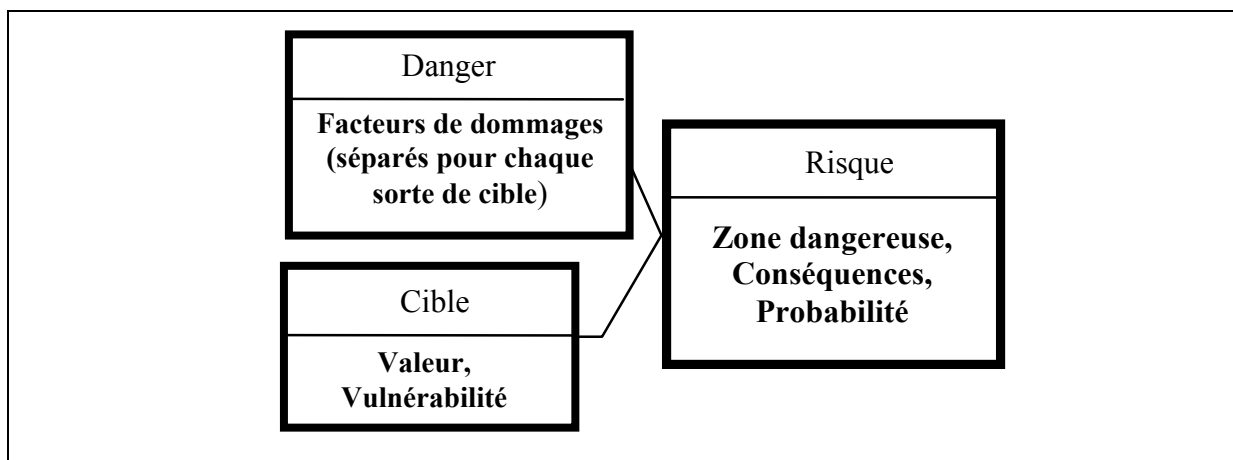 Danger
Facteurs de dommages
(séparés pour chaque
sorte de cible)
Cible
Valeur,
Vulnérabilité
Risque
Zone dangereuse,
Conséquences,
Probabilité